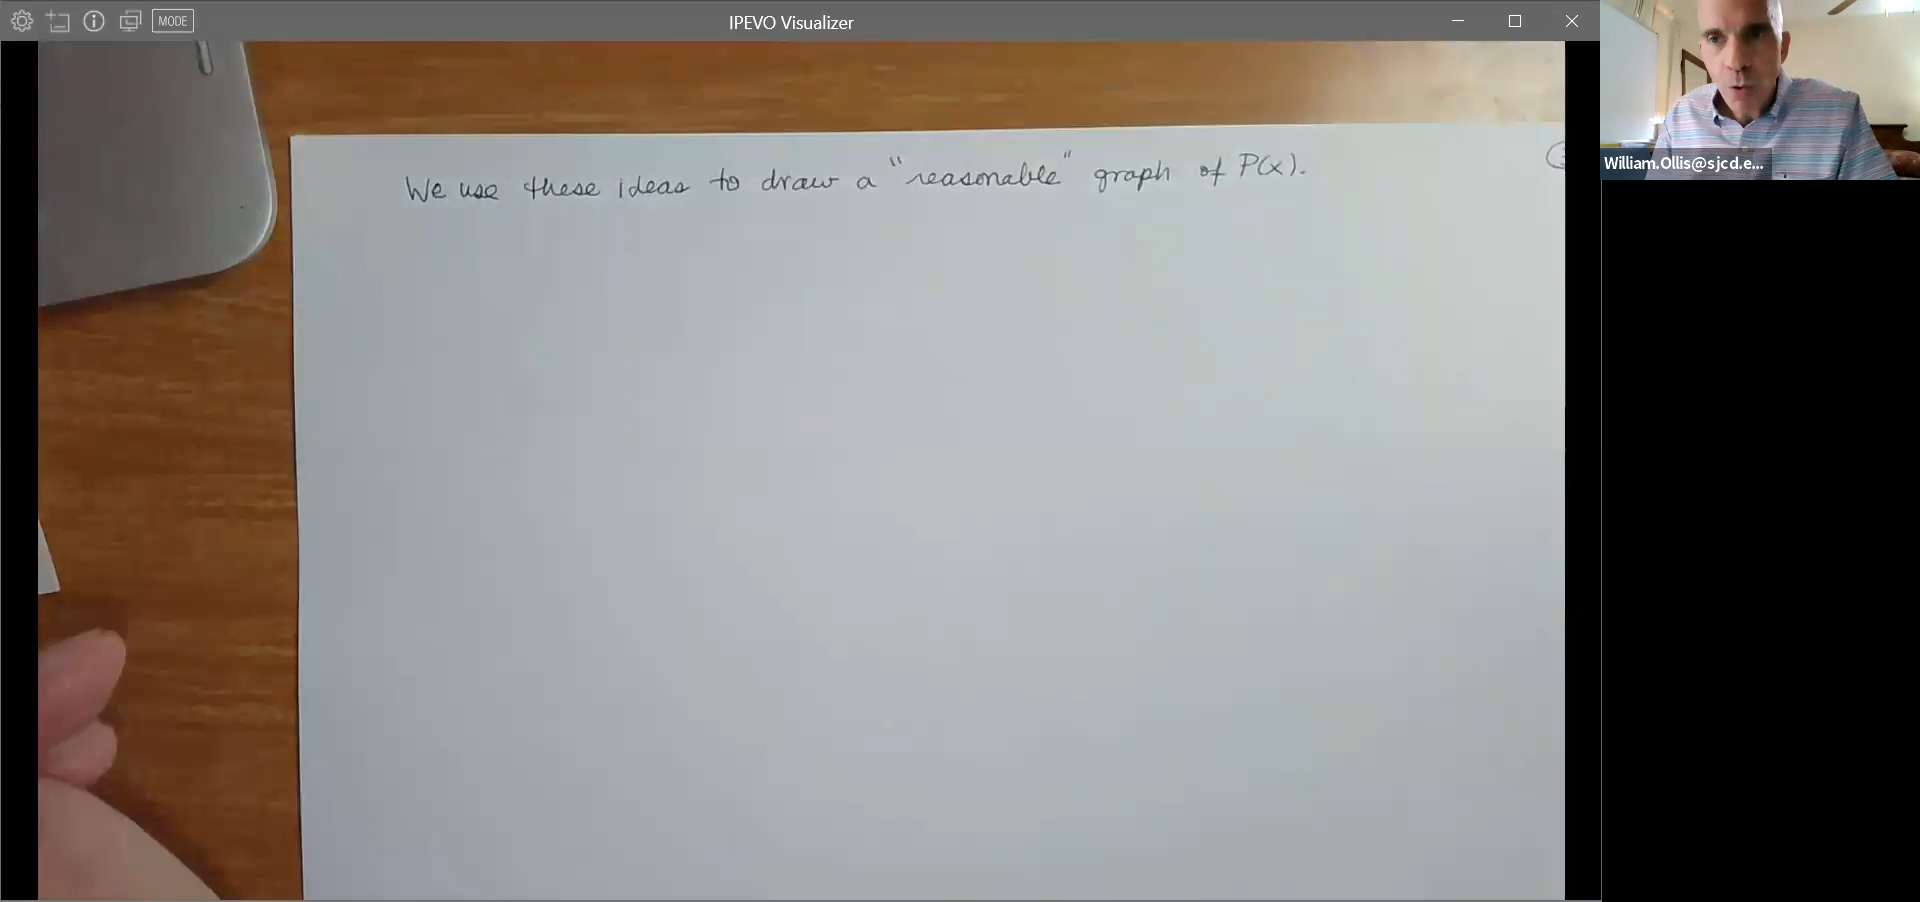 MODE
IPEVO Visualizer
We use these ideas to draw a "reasonable" graph of P(x).
William.Ollis@sjcd.e...